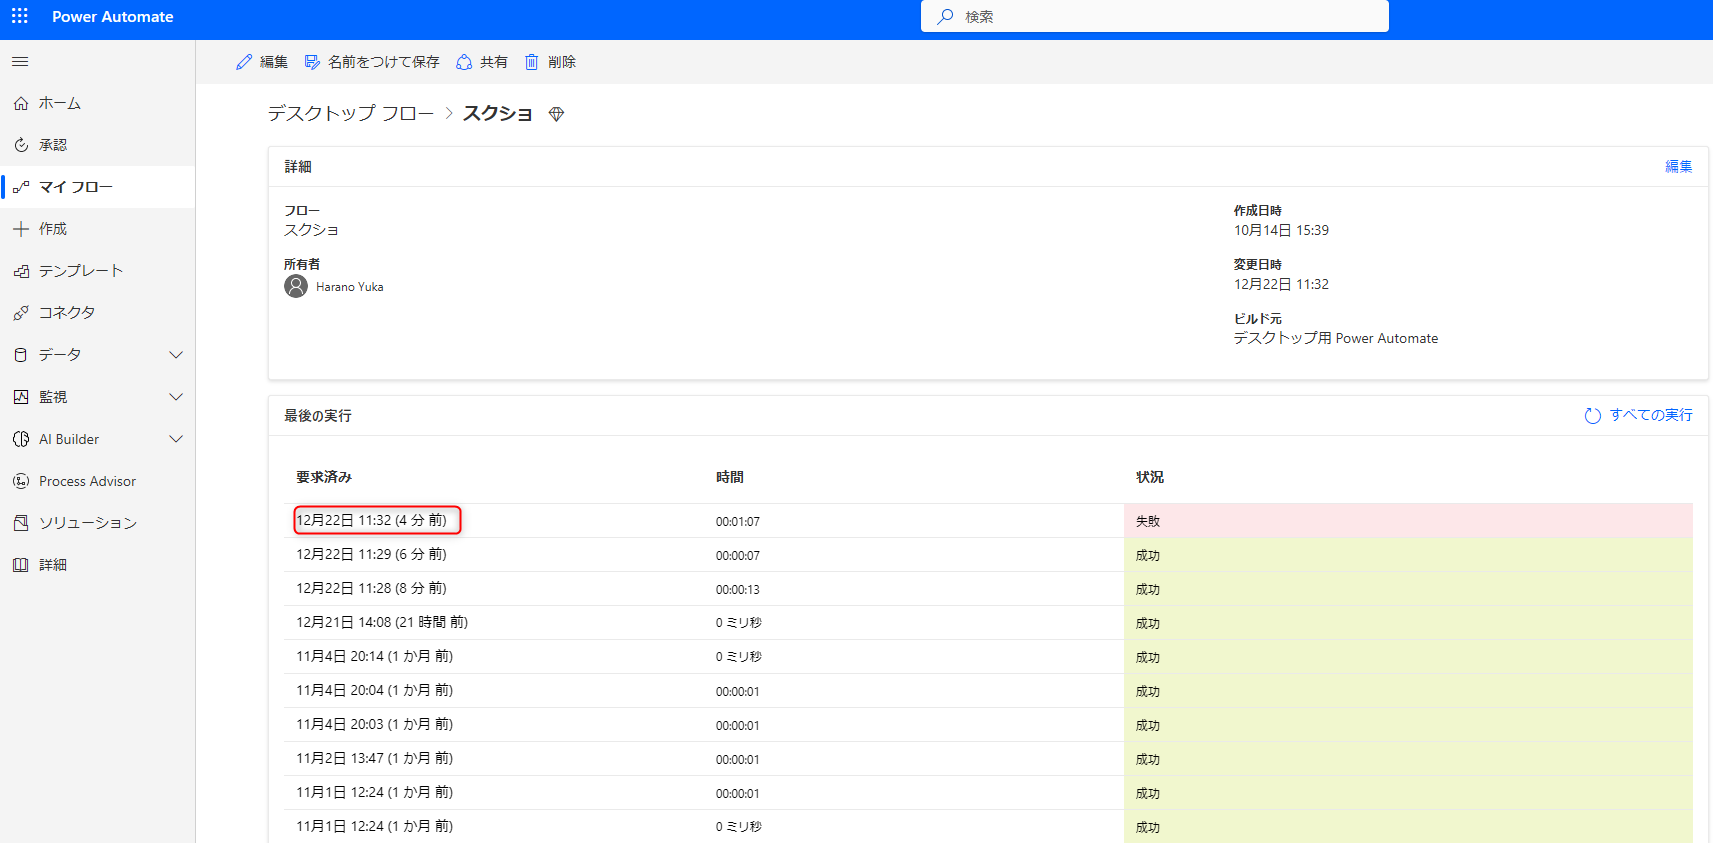 Power Automate
検索
編集 名前をつけて保存 共有 削除
ホーム
承認
マイ フロー
作成
テンプレート
コネクタ
データ
監視
AI Builder
Process Advisor
ソリューション
詳細
デスクトップ フロー > スクショ
詳細 編集
フロー
スクショ
所有者
Harano Yuka
作成日時
10月14日 15:39
変更日時
12月22日 11:32
ビルド元
デスクトップ用 Power Automate
最後の実行 すべての実行
要求済み 時間 状況
12月22日 11:32 (4 分 前) 00:01:07 失敗
12月22日 11:29 (6 分 前) 00:00:07 成功
12月22日 11:28 (8 分 前) 00:00:13 成功
12月21日 14:08 (21 時間 前) 0 ミリ秒 成功
11月4日 20:14 (1 か月 前) 0 ミリ秒 成功
11月4日 20:04 (1 か月 前) 00:00:01 成功
11月4日 20:03 (1 か月 前) 00:00:01 成功
11月2日 13:47 (1 か月 前) 00:00:01 成功
11月1日 12:24 (1 か月 前) 00:00:01 成功
11月1日 12:24 (1 か月 前) 0 ミリ秒 成功